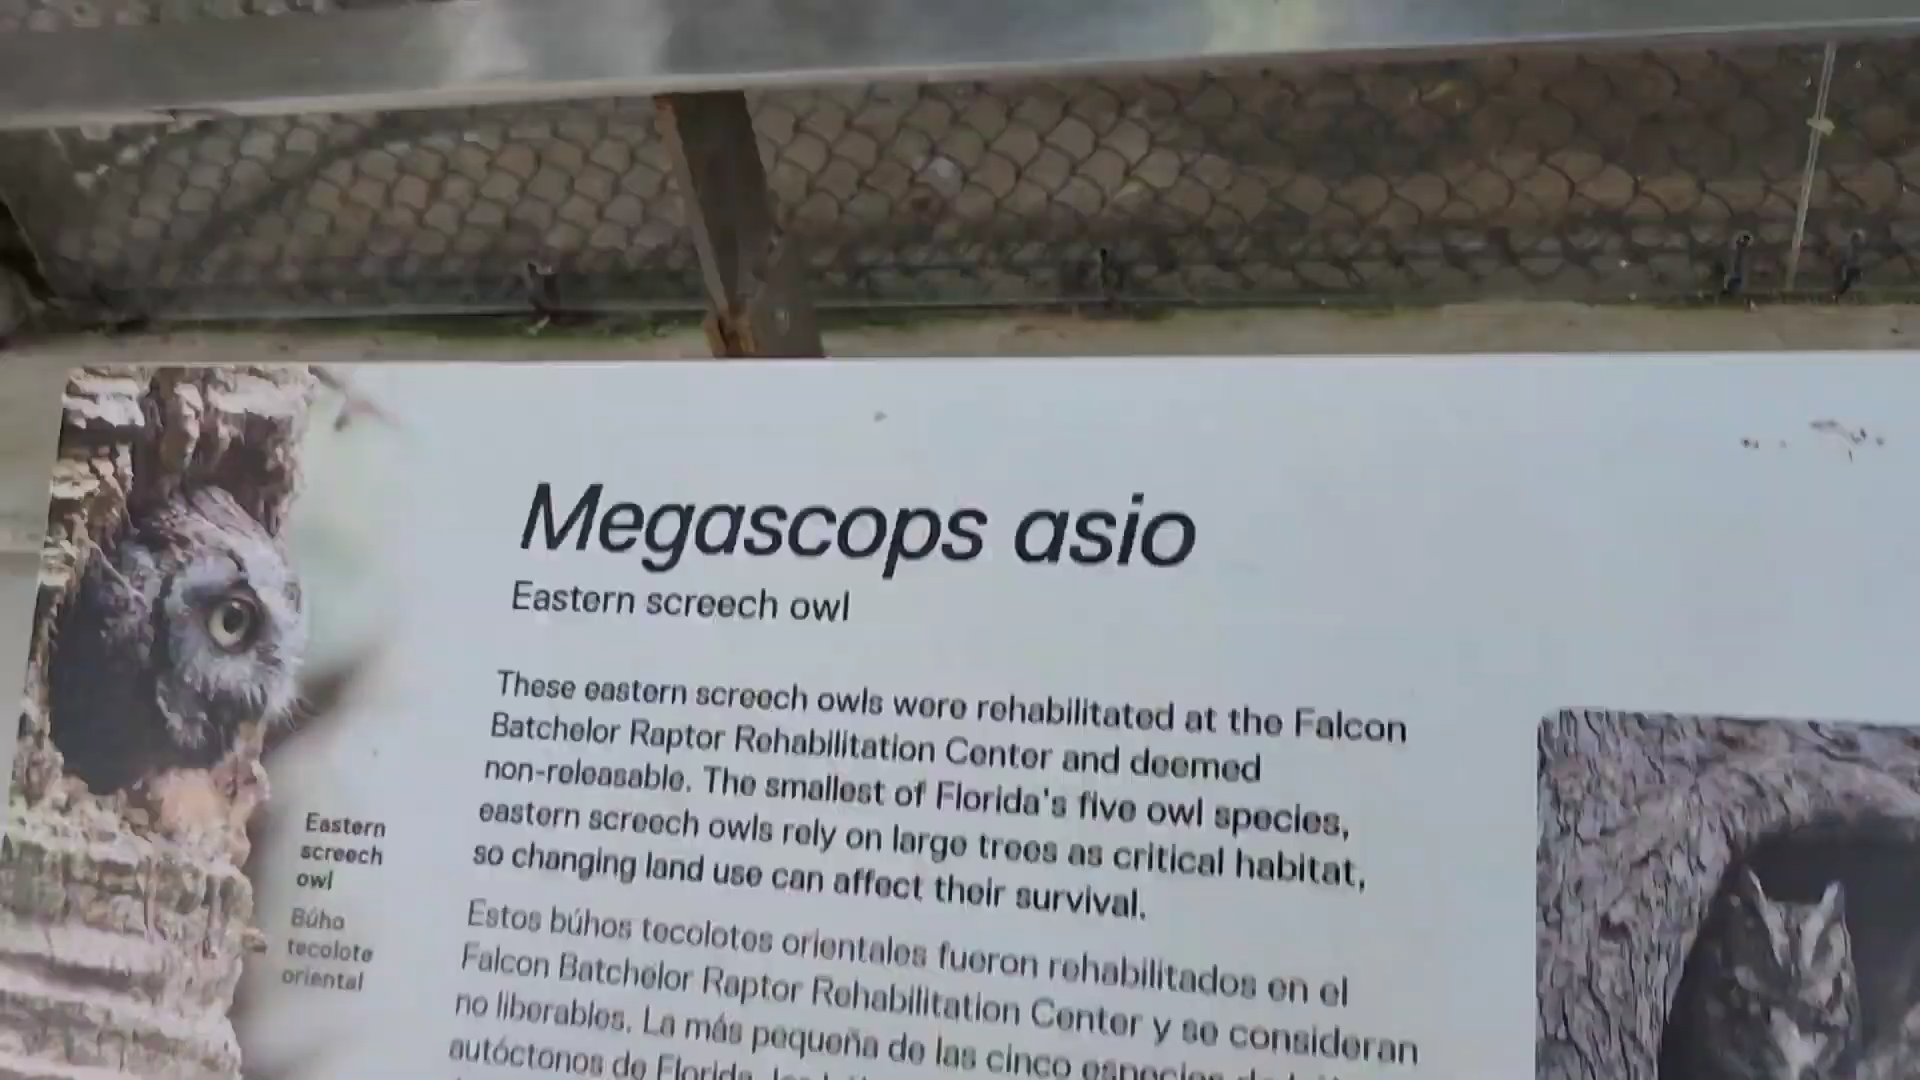 Megascops asio
Eastern screech owl
These eastern screech owls were rehabilitated at the Falcon
Batchelor Raptor Rehabilitation Center and deemed
non-releasable. The smallest of Florida's five owl species,
eastern screech owls rely on large trees as critical habitat,
so changing land use can affect their survival.
Estos búhos tecolotes orientales fueron rehabilitados en el
Falcon Batchelor Raptor Rehabilitation Center y se consideran
no liberables. La más pequeña de las cinco especies de
autóctonos de Florida,
Eastern
screech
owl
Búho
tecolote
oriental